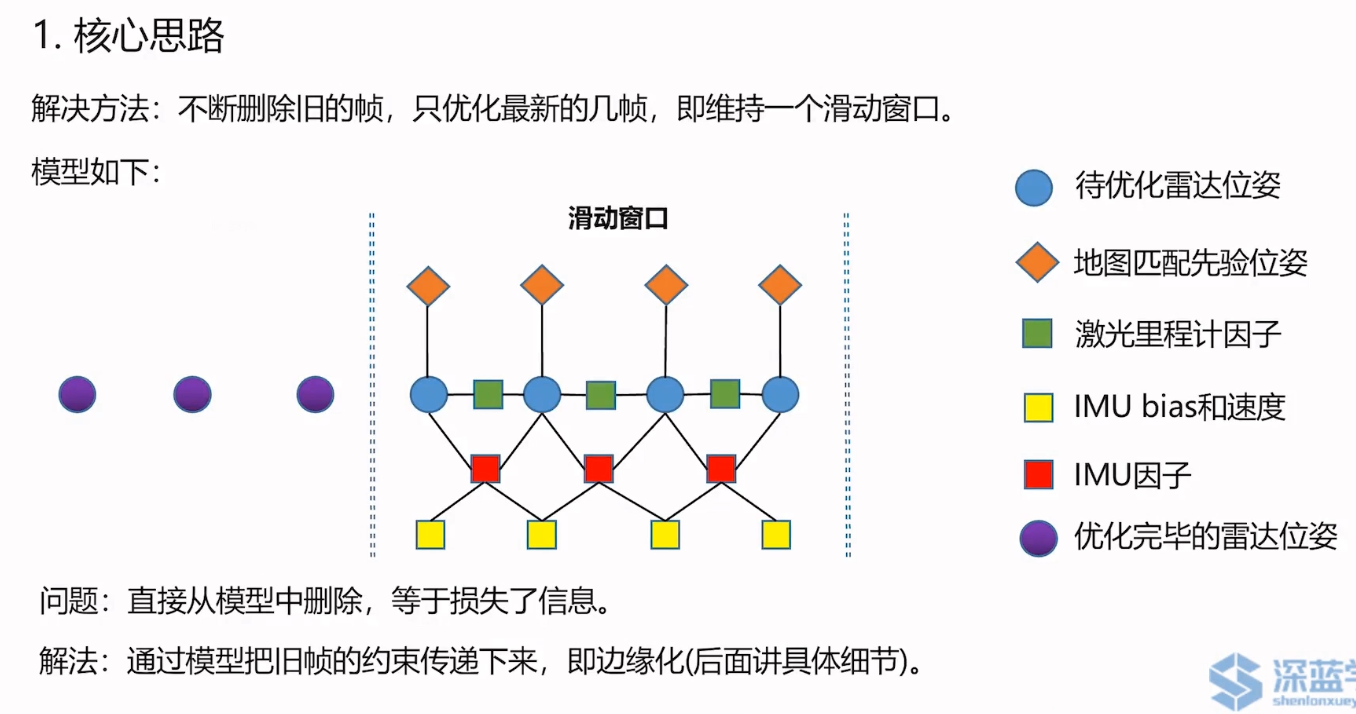 1. 核心思路
解决方法：不断删除旧的帧，只优化最新的几帧，即维持一个滑动窗口。
模型如下：
滑动窗口
待优化雷达位姿
地图匹配先验位姿
激光里程计因子
IMU bias和速度
IMU因子
优化完毕的雷达位姿
问题：直接从模型中删除，等于损失了信息。
解法：通过模型把旧帧的约束传递下来，即边缘化(后面讲具体细节)。
深蓝学
shenlanxuey